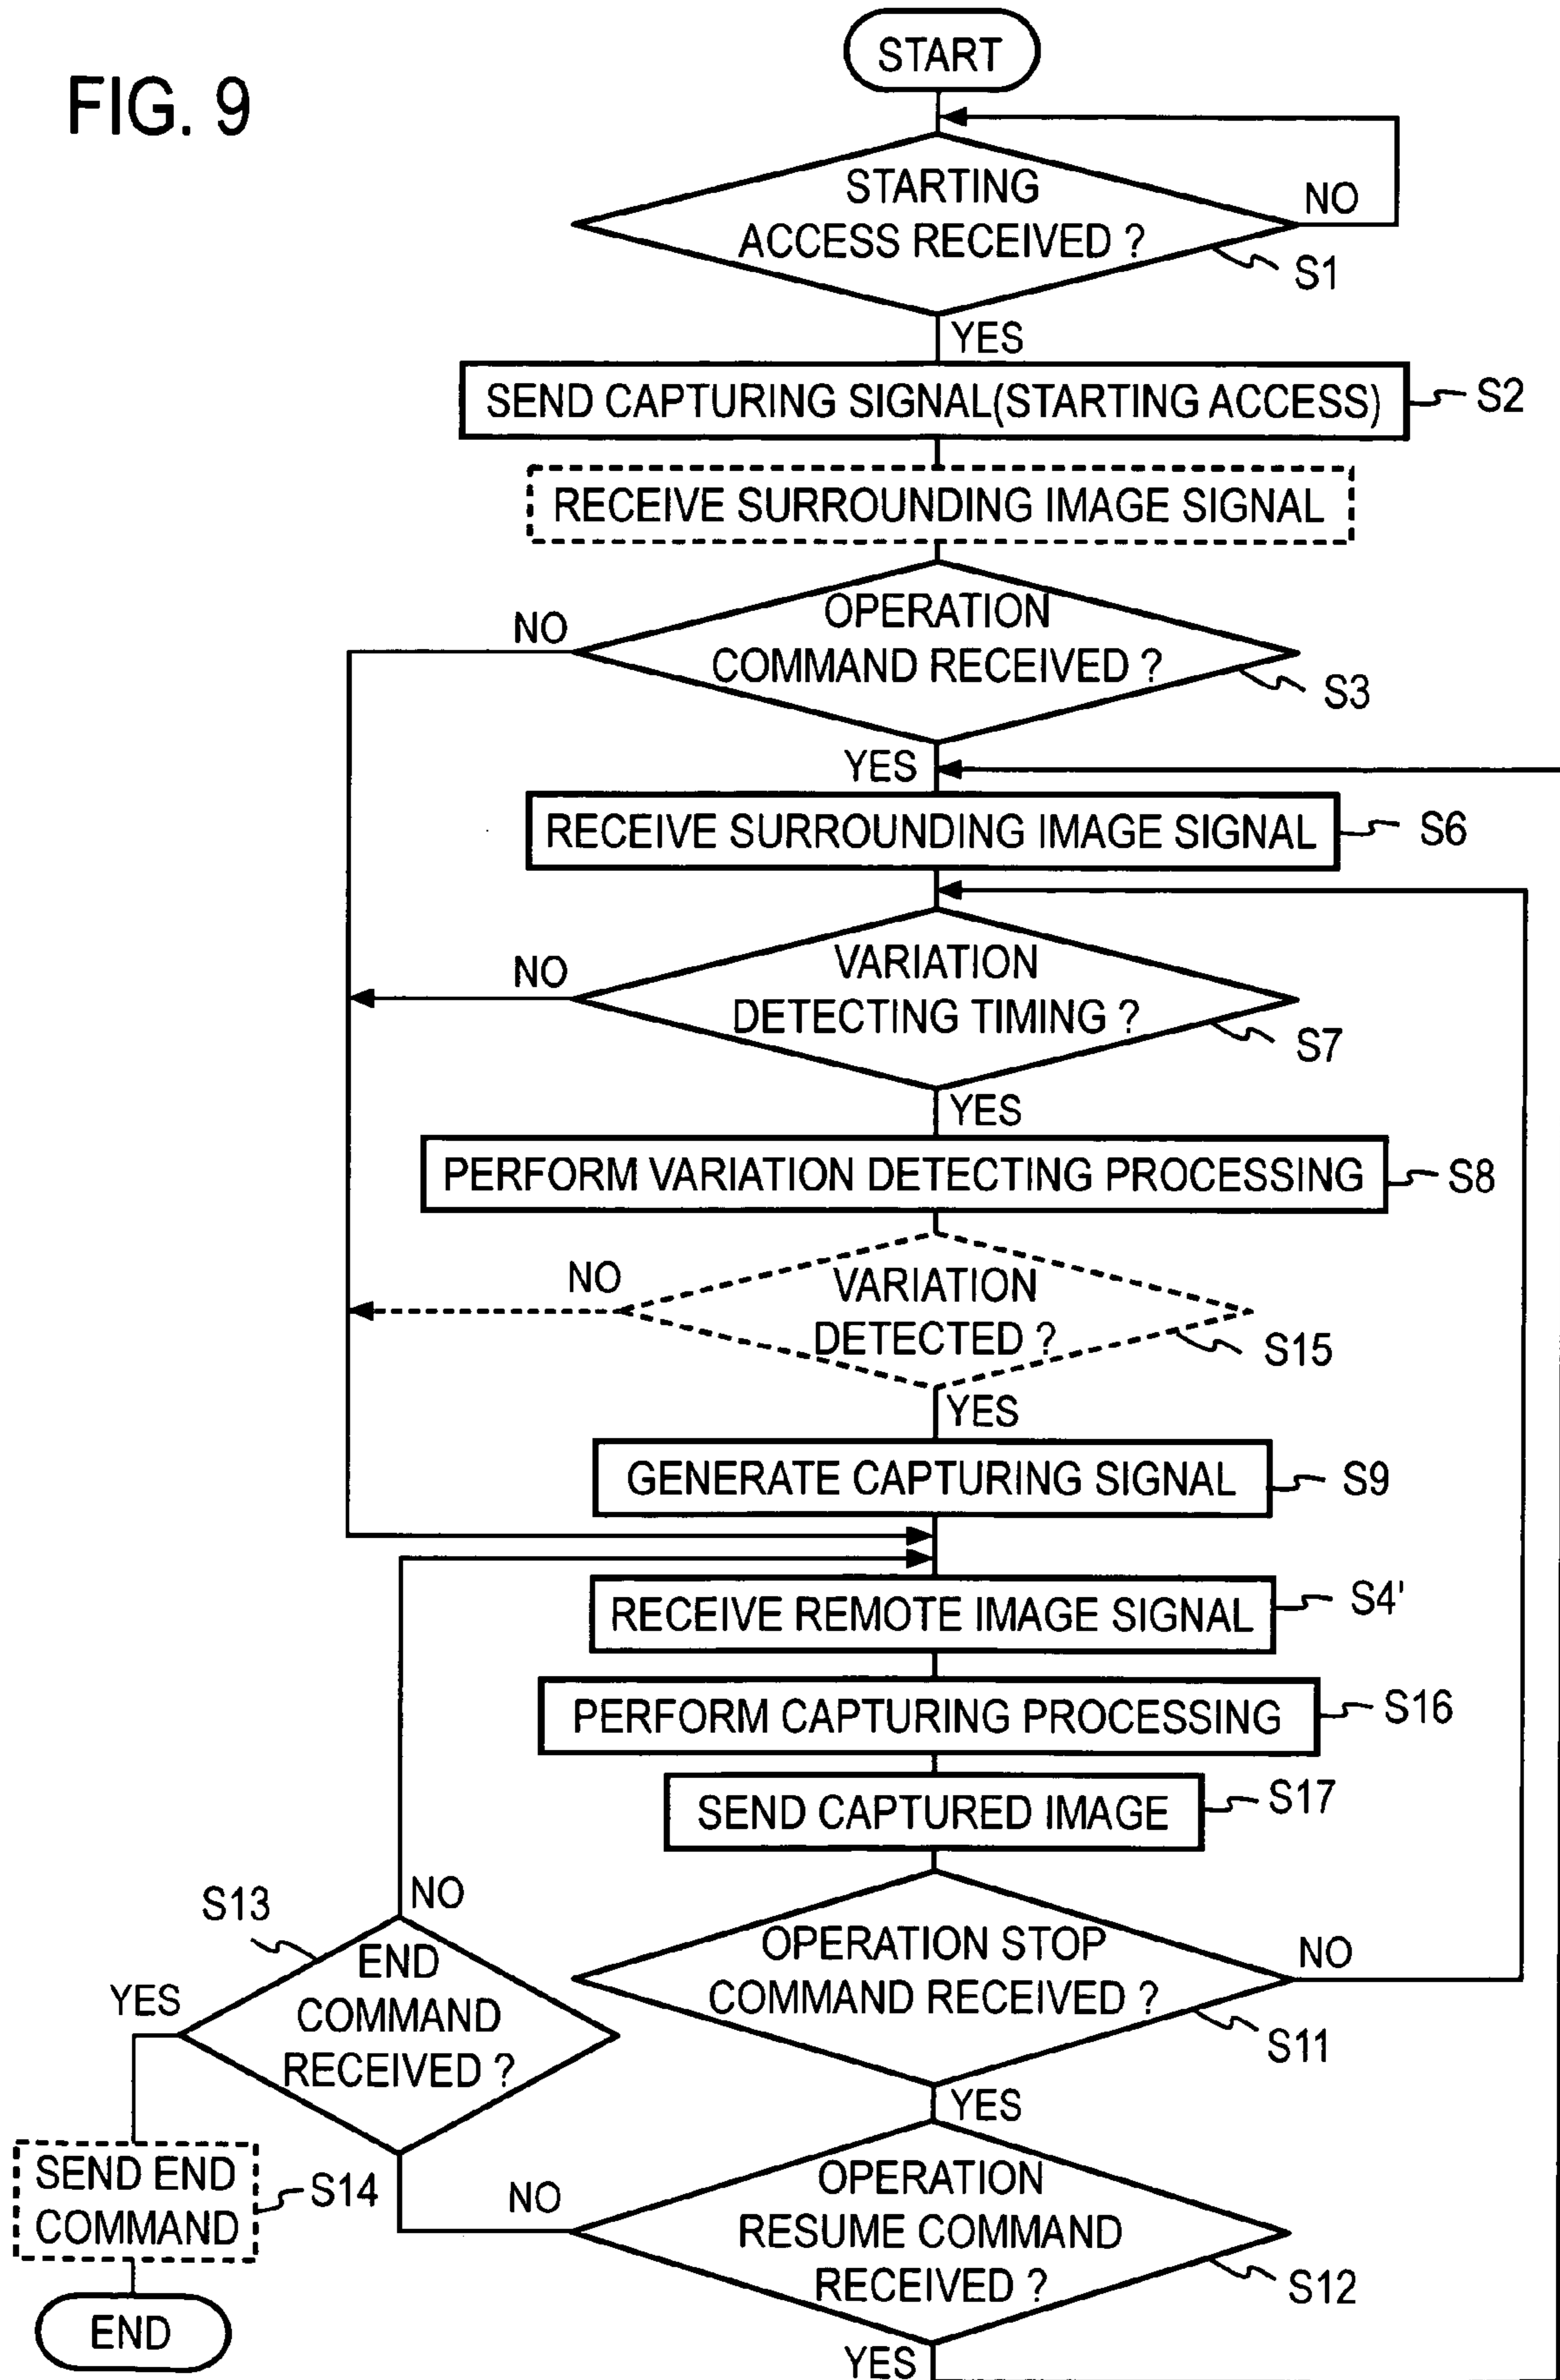 FIG. 9
START
STARTING
ACCESS RECEIVED ?
NO
S1
YES
SEND CAPTURING SIGNAL(STARTING ACCESS)
S2
RECEIVE SURROUNDING IMAGE SIGNAL
NO
OPERATION
COMMAND RECEIVED ?
S3
YES
RECEIVE SURROUNDING IMAGE SIGNAL
S6
NO
VARIATION
DETECTING TIMING ?
S7
YES
PERFORM VARIATION DETECTING PROCESSING
S8
NO
VARIATION
DETECTED ?
S15
YES
GENERATE CAPTURING SIGNAL
S9
RECEIVE REMOTE IMAGE SIGNAL
S4'
PERFORM CAPTURING PROCESSING
S16
SEND CAPTURED IMAGE
S17
OPERATION STOP
COMMAND RECEIVED ?
NO
S11
YES
S13
NO
END
COMMAND
RECEIVED ?
YES
SEND END
COMMAND
S14
END
NO
OPERATION
RESUME COMMAND
RECEIVED ?
S12
YES